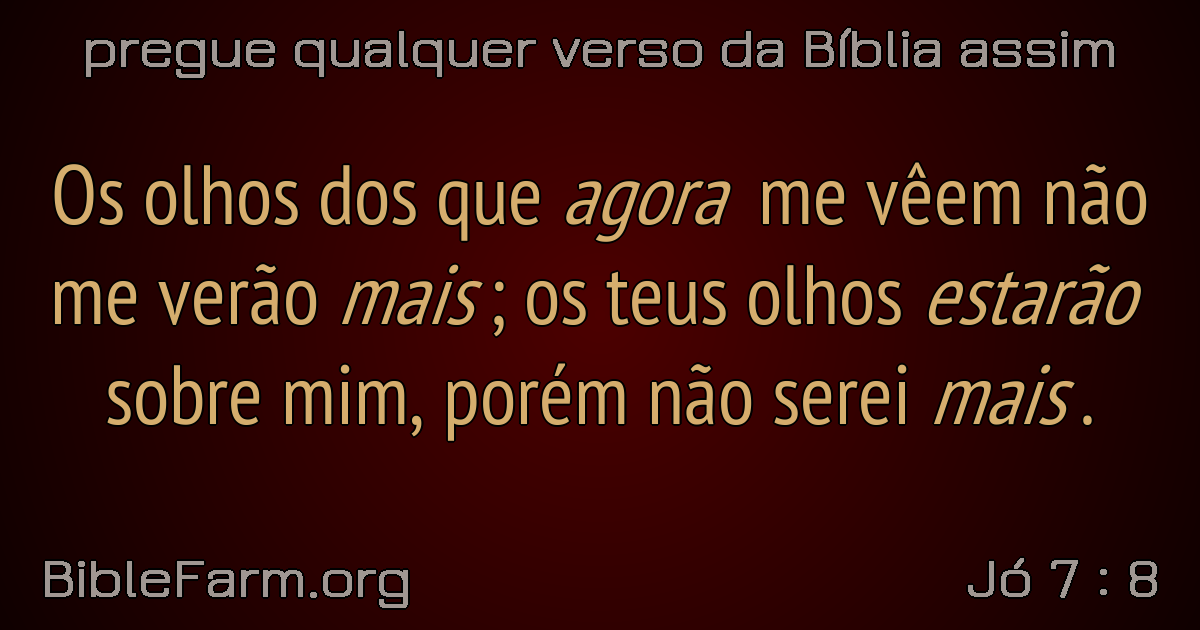 pregue qualquer verso da Bíblia assim
Os olhos dos que agora me vêem não
me verão mais; os teus olhos estarão
sobre mim, porém não serei mais.
BibleFarm.org
Jó 7 : 8